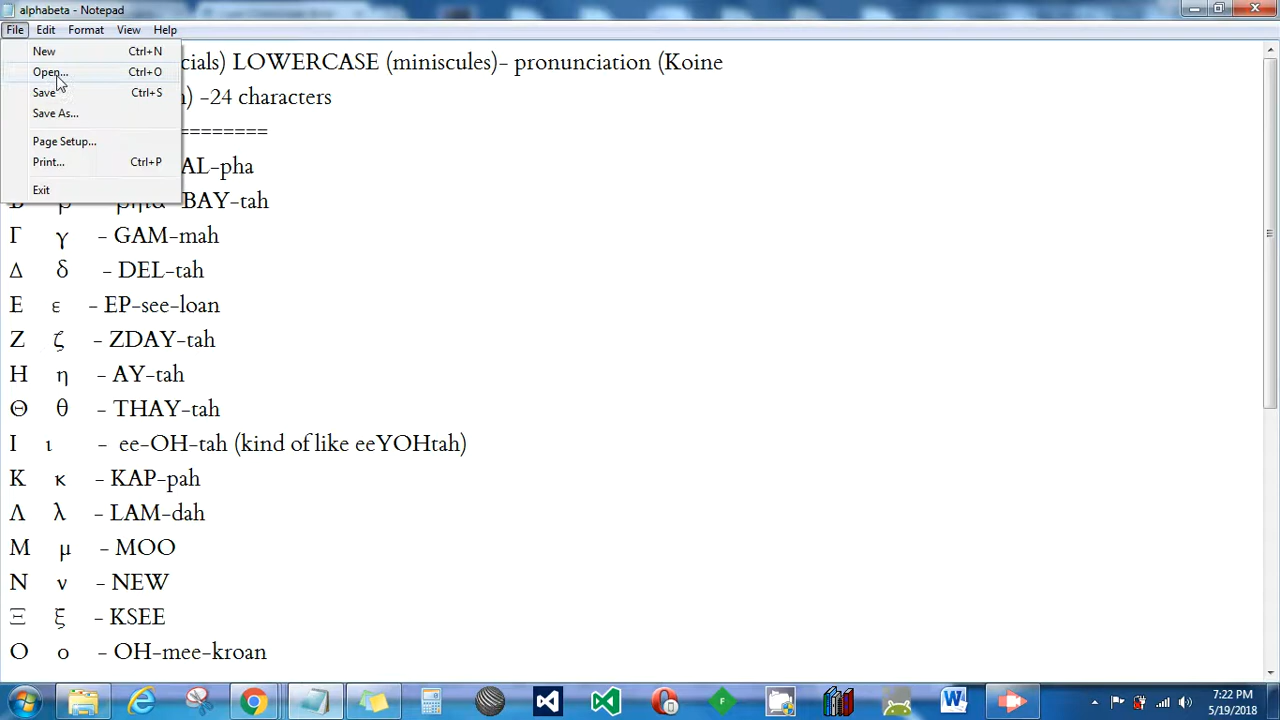 alphabeta - Notepad
File Edit Format View Help
New Ctrl+N
Open... Ctrl+O
Save Ctrl+S
Save As...
Page Setup...
Print... Ctrl+P
Exit
cials) LOWERCASE (miniscules)- pronunciation (Koine
) -24 characters
=========
AL-pha
BAY-tah
Γ γ - GAM-mah
Δ δ - DEL-tah
Ε ε - EP-see-loan
Ζ ζ - ZDAY-tah
Η η - AY-tah
Θ θ - THAY-tah
Ι ι - ee-OH-tah (kind of like eeYOHtah)
Κ κ - KAP-pah
Λ λ - LAM-dah
Μ μ - MOO
Ν ν - NEW
Ξ ξ - KSEE
Ο ο - OH-mee-kroan
7:22 PM
5/19/2018